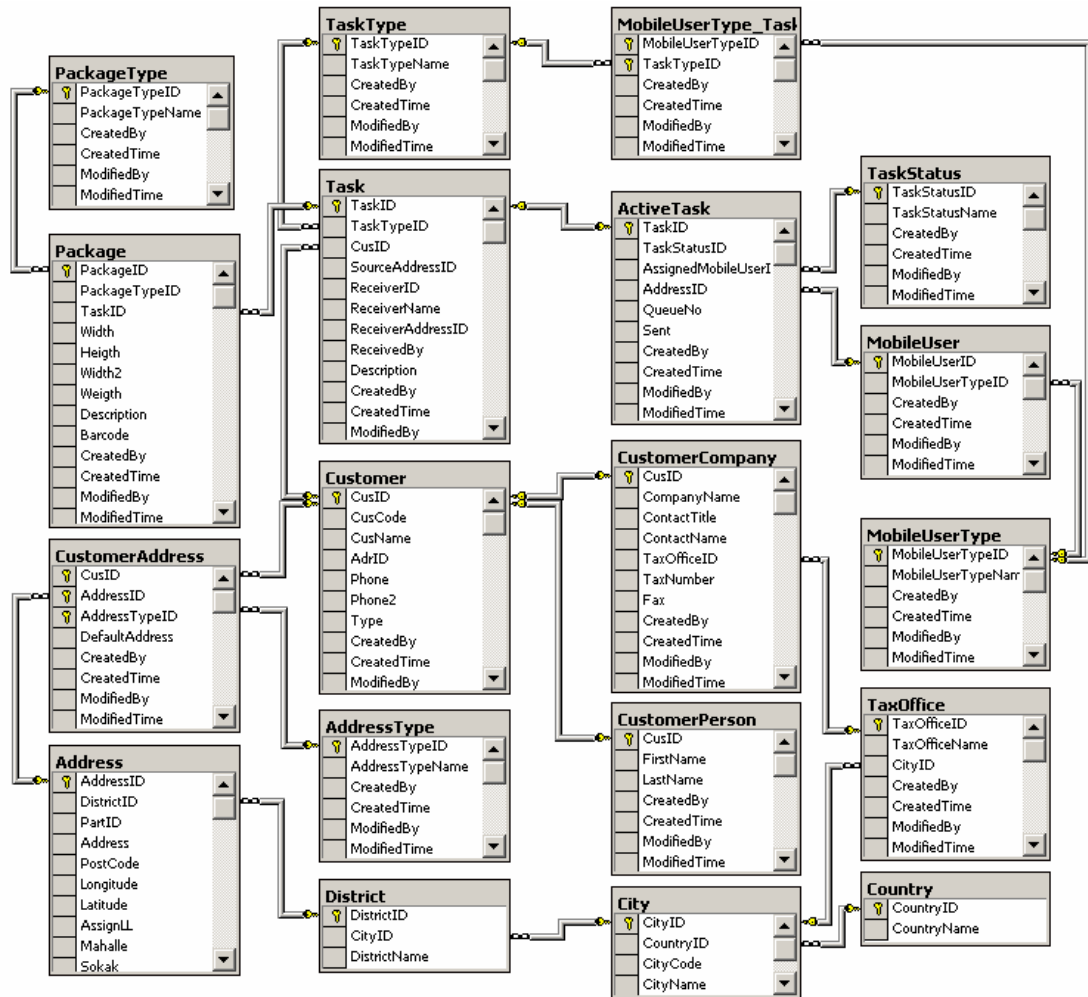 PackageType
PackageTypeID
PackageTypeName
CreatedBy
CreatedTime
ModifiedBy
ModifiedTime
Package
PackageID
PackageTypeID
TaskID
Width
Heigth
Width2
Weigth
Description
Barcode
CreatedBy
CreatedTime
ModifiedBy
ModifiedTime
CustomerAddress
CusID
AddressID
AddressTypeID
DefaultAddress
CreatedBy
CreatedTime
ModifiedBy
ModifiedTime
Address
AddressID
DistrictID
PartID
Address
PostCode
Longitude
Latitude
AssignLL
Mahalle
Sokak
TaskType
TaskTypeID
TaskTypeName
CreatedBy
CreatedTime
ModifiedBy
ModifiedTime
Task
TaskID
TaskTypeID
CusID
SourceAddressID
ReceiverID
ReceiverName
ReceiverAddressID
ReceivedBy
Description
CreatedBy
CreatedTime
ModifiedBy
Customer
CusID
CusCode
CusName
AdrID
Phone
Phone2
Type
CreatedBy
CreatedTime
ModifiedBy
AddressType
AddressTypeID
AddressTypeName
CreatedBy
CreatedTime
ModifiedBy
ModifiedTime
District
DistrictID
CityID
DistrictName
MobileUserType_Task
MobileUserTypeID
TaskTypeID
CreatedBy
CreatedTime
ModifiedBy
ModifiedTime
ActiveTask
TaskID
TaskStatusID
AssignedMobileUserI
AddressID
QueueNo
Sent
CreatedBy
CreatedTime
ModifiedBy
ModifiedTime
CustomerCompany
CusID
CompanyName
ContactTitle
ContactName
TaxOfficeID
TaxNumber
Fax
CreatedBy
CreatedTime
ModifiedBy
ModifiedTime
CustomerPerson
CusID
FirstName
LastName
CreatedBy
CreatedTime
ModifiedBy
ModifiedTime
City
CityID
CountryID
CityCode
CityName
TaskStatus
TaskStatusID
TaskStatusName
CreatedBy
CreatedTime
ModifiedBy
ModifiedTime
MobileUser
MobileUserID
MobileUserTypeID
CreatedBy
CreatedTime
ModifiedBy
ModifiedTime
MobileUserType
MobileUserTypeID
MobileUserTypeNam
CreatedBy
CreatedTime
ModifiedBy
ModifiedTime
TaxOffice
TaxOfficeID
TaxOfficeName
CityID
CreatedBy
CreatedTime
ModifiedBy
ModifiedTime
Country
CountryID
CountryName